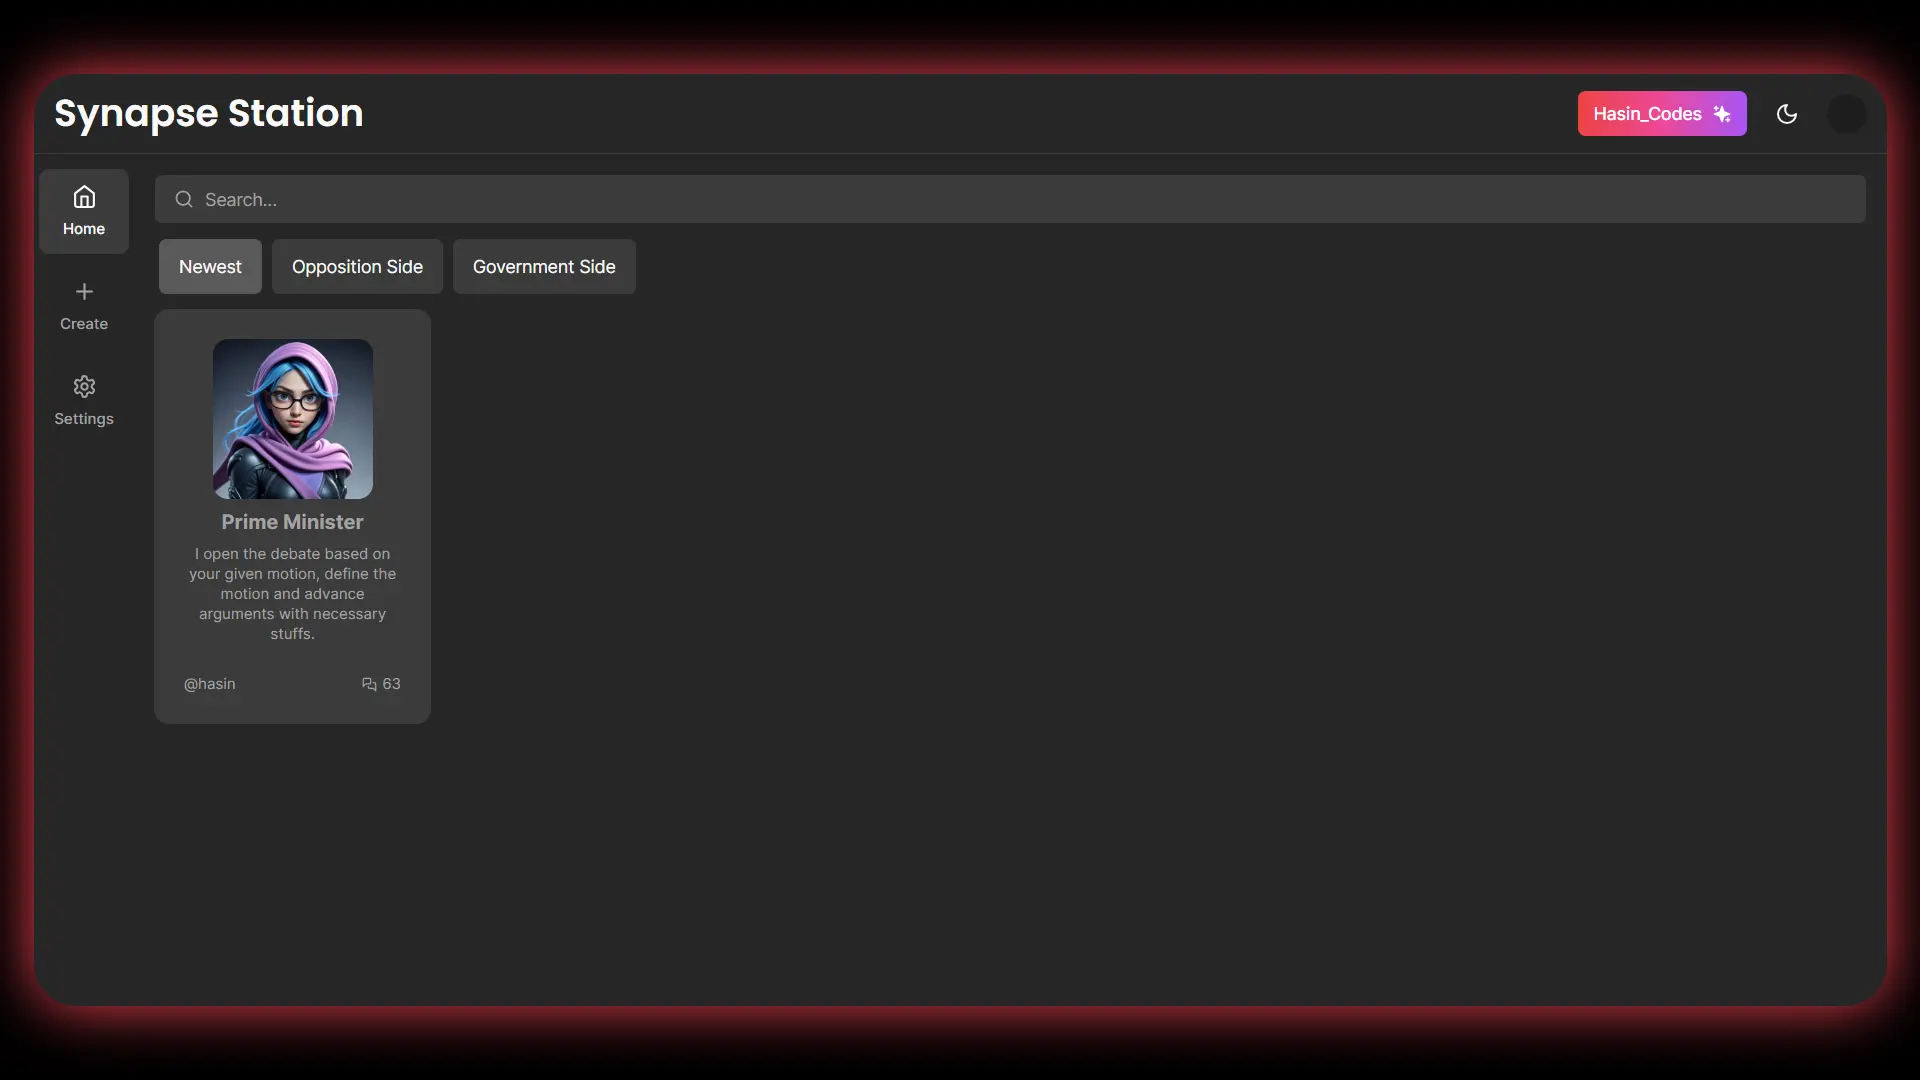 Synapse Station
Hasin_Codes
Home
Search...
Newest
Opposition Side
Government Side
Create
Settings
Prime Minister
I open the debate based on
your given motion, define the
motion and advance
arguments with necessary
stuffs.
@hasin
63